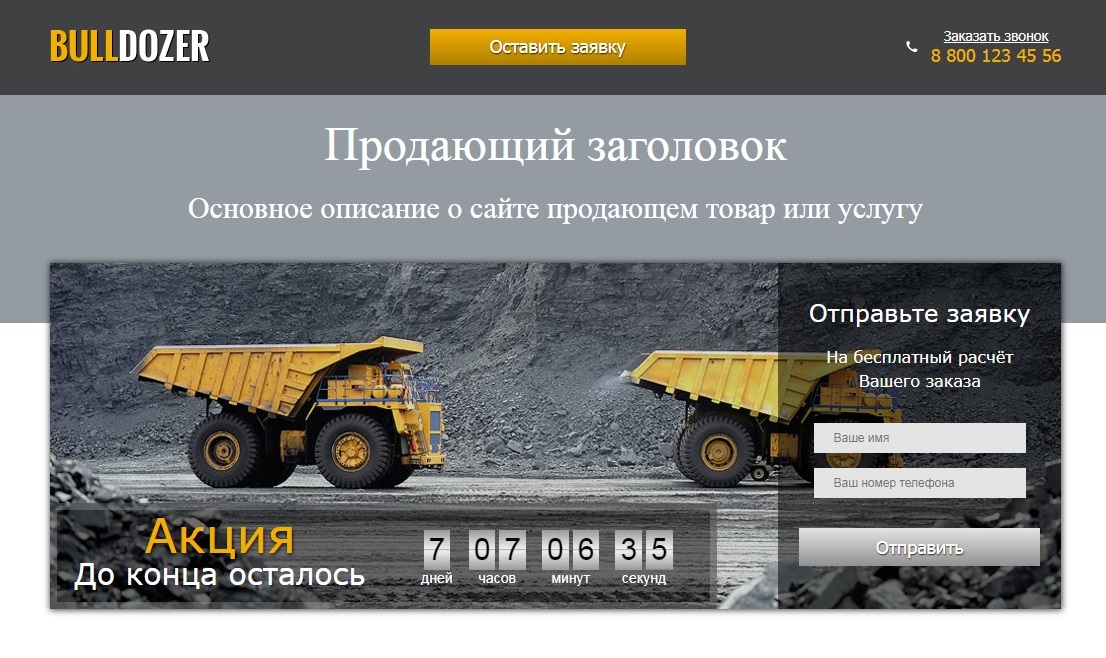 BULLDOZER
Оставить заявку
Заказать звонок
8 800 123 45 56
Продающий заголовок
Основное описание о сайте продающем товар или услугу
Отправьте заявку
На бесплатный расчёт
Вашего заказа
Ваше имя
Ваш номер телефона
Отправить
Акция
До конца осталось
7 07 06 35
дней часов минут секунд